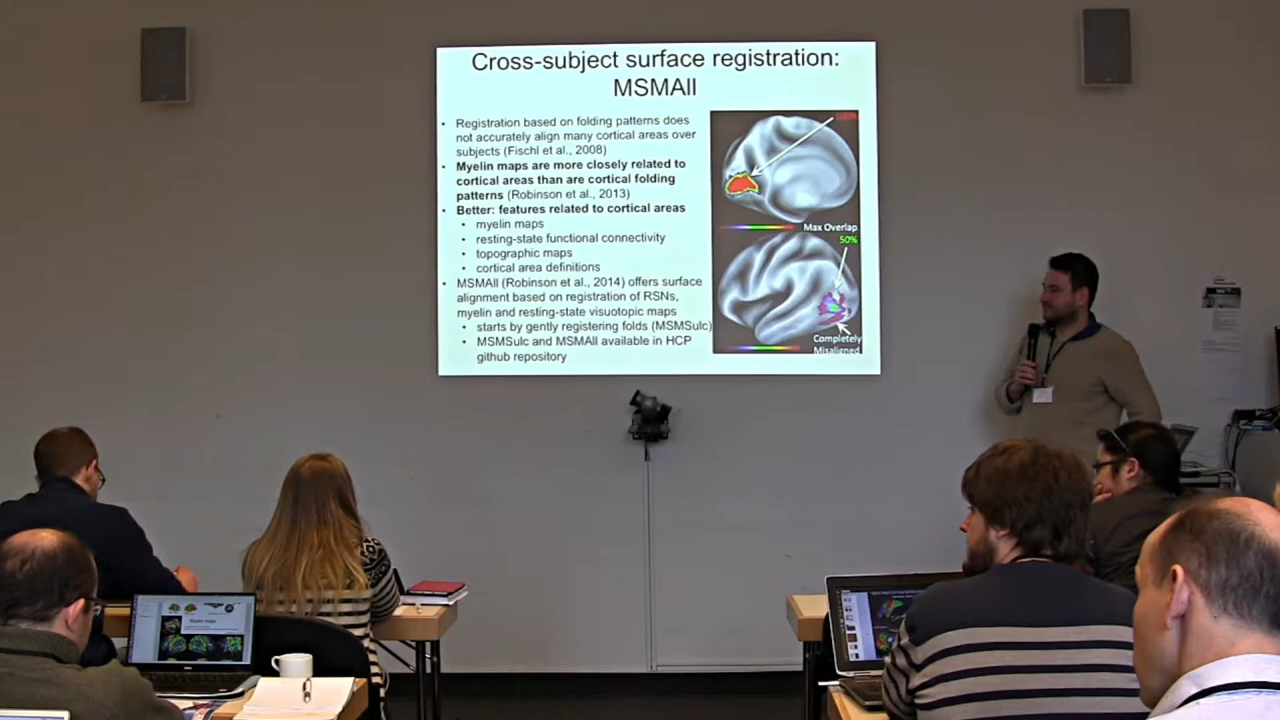 Cross-subject surface registration:
MSMAll
• Registration based on folding patterns does
not accurately align many cortical areas over
subjects (Fischl et al., 2008)
• Myelin maps are more closely related to
cortical areas than are cortical folding
patterns (Robinson et al., 2013)
• Better: features related to cortical areas
• myelin maps
• resting-state functional connectivity
• topographic maps
• cortical area definitions
• MSMAll (Robinson et al., 2014) offers surface
alignment based on registration of RSNs,
myelin and resting-state visuotopic maps
• starts by gently registering folds (MSMSulc)
• MSMSulc and MSMAll available in HCP
github repository
100%
Max Overlap
50%
Completely
Misaligned